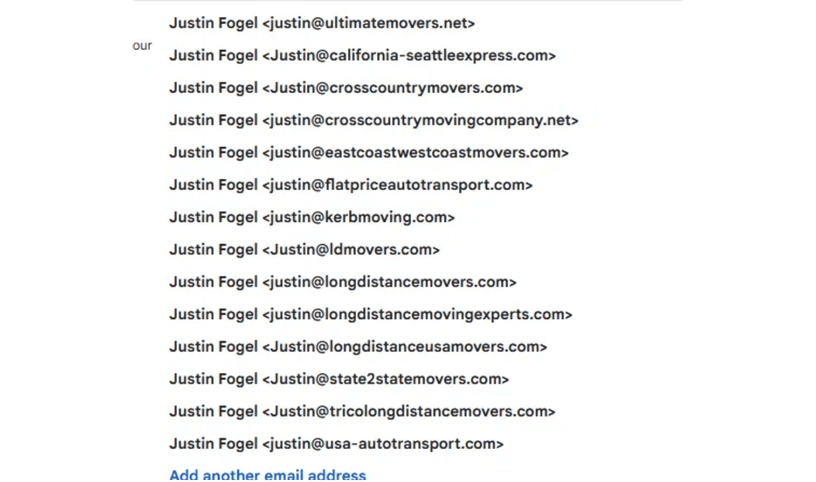 Justin Fogel <justin@ultimatemovers.net>
our
Justin Fogel <Justin@california-seattleexpress.com>
Justin Fogel <Justin@crosscountrymovers.com>
Justin Fogel <justin@crosscountrymovingcompany.net>
Justin Fogel <justin@eastcoastwestcoastmovers.com>
Justin Fogel <justin@flatpriceautotransport.com>
Justin Fogel <justin@kerbmoving.com>
Justin Fogel <Justin@ldmovers.com>
Justin Fogel <justin@longdistancemovers.com>
Justin Fogel <justin@longdistancemovingexperts.com>
Justin Fogel <Justin@longdistanceusamovers.com>
Justin Fogel <Justin@state2statemovers.com>
Justin Fogel <Justin@tricolongdistancemovers.com>
Justin Fogel <justin@usa-autotransport.com>
Add another email address